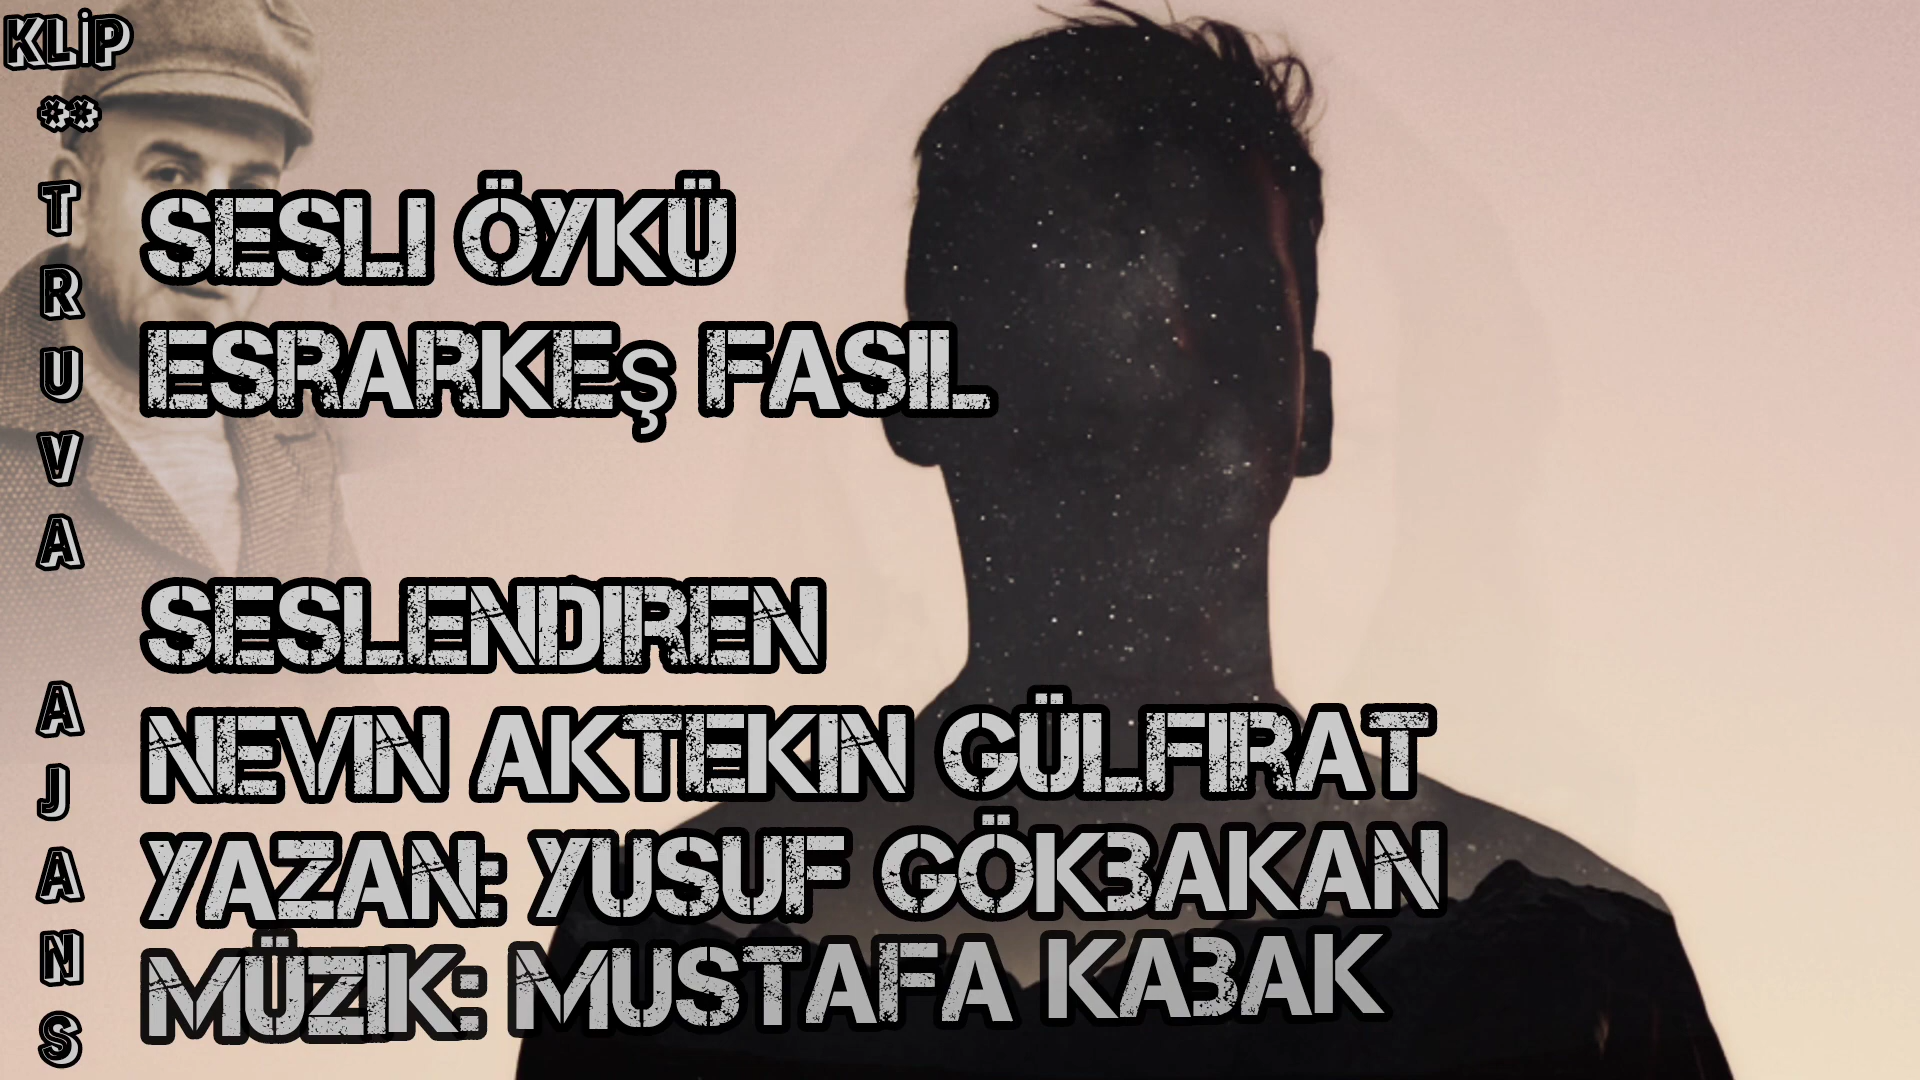 KLİP
**
TRUVA
AJANS
SESLI ÖYKÜ
ESRARKEŞ FASIL
SESLENDIREN
NEVIN AKTEKIN GÜLFIRAT
YAZAN: YUSUF GÖKBAKAN
MÜZIK: MUSTAFA KABAK